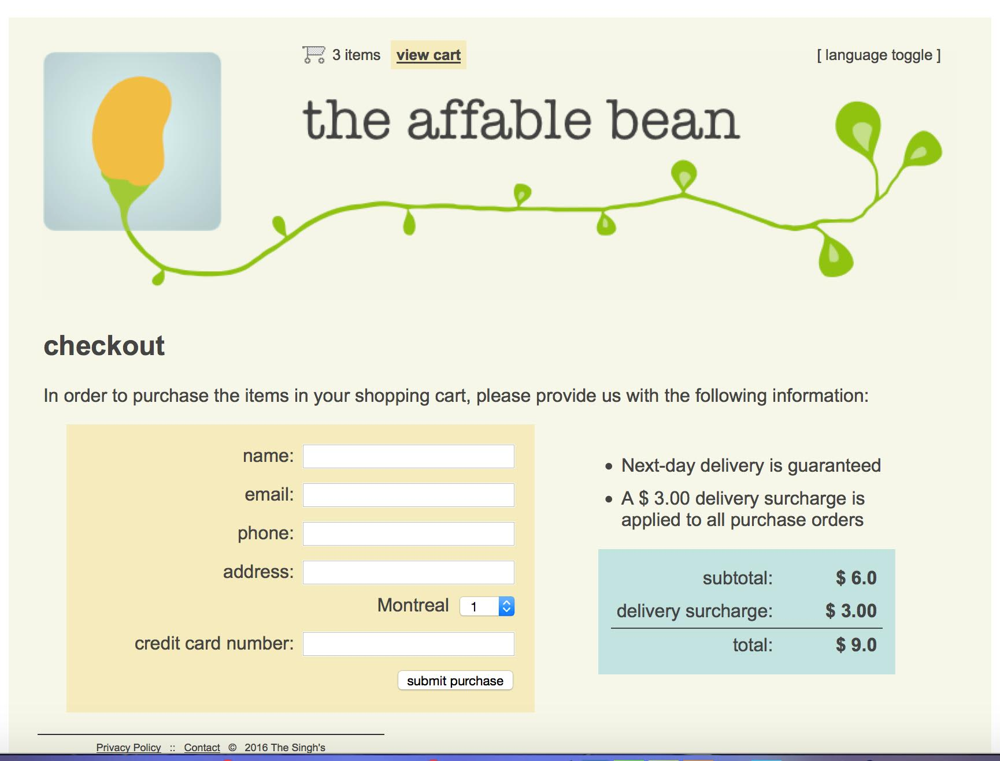 3 items view cart [ language toggle ]
the affable bean
checkout
In order to purchase the items in your shopping cart, please provide us with the following information:
name:
email:
phone:
address:
Montreal 1
credit card number:
submit purchase
• Next-day delivery is guaranteed
• A $ 3.00 delivery surcharge is
applied to all purchase orders
subtotal: $ 6.0
delivery surcharge: $ 3.00
total: $ 9.0
Privacy Policy :: Contact © 2016 The Singh's